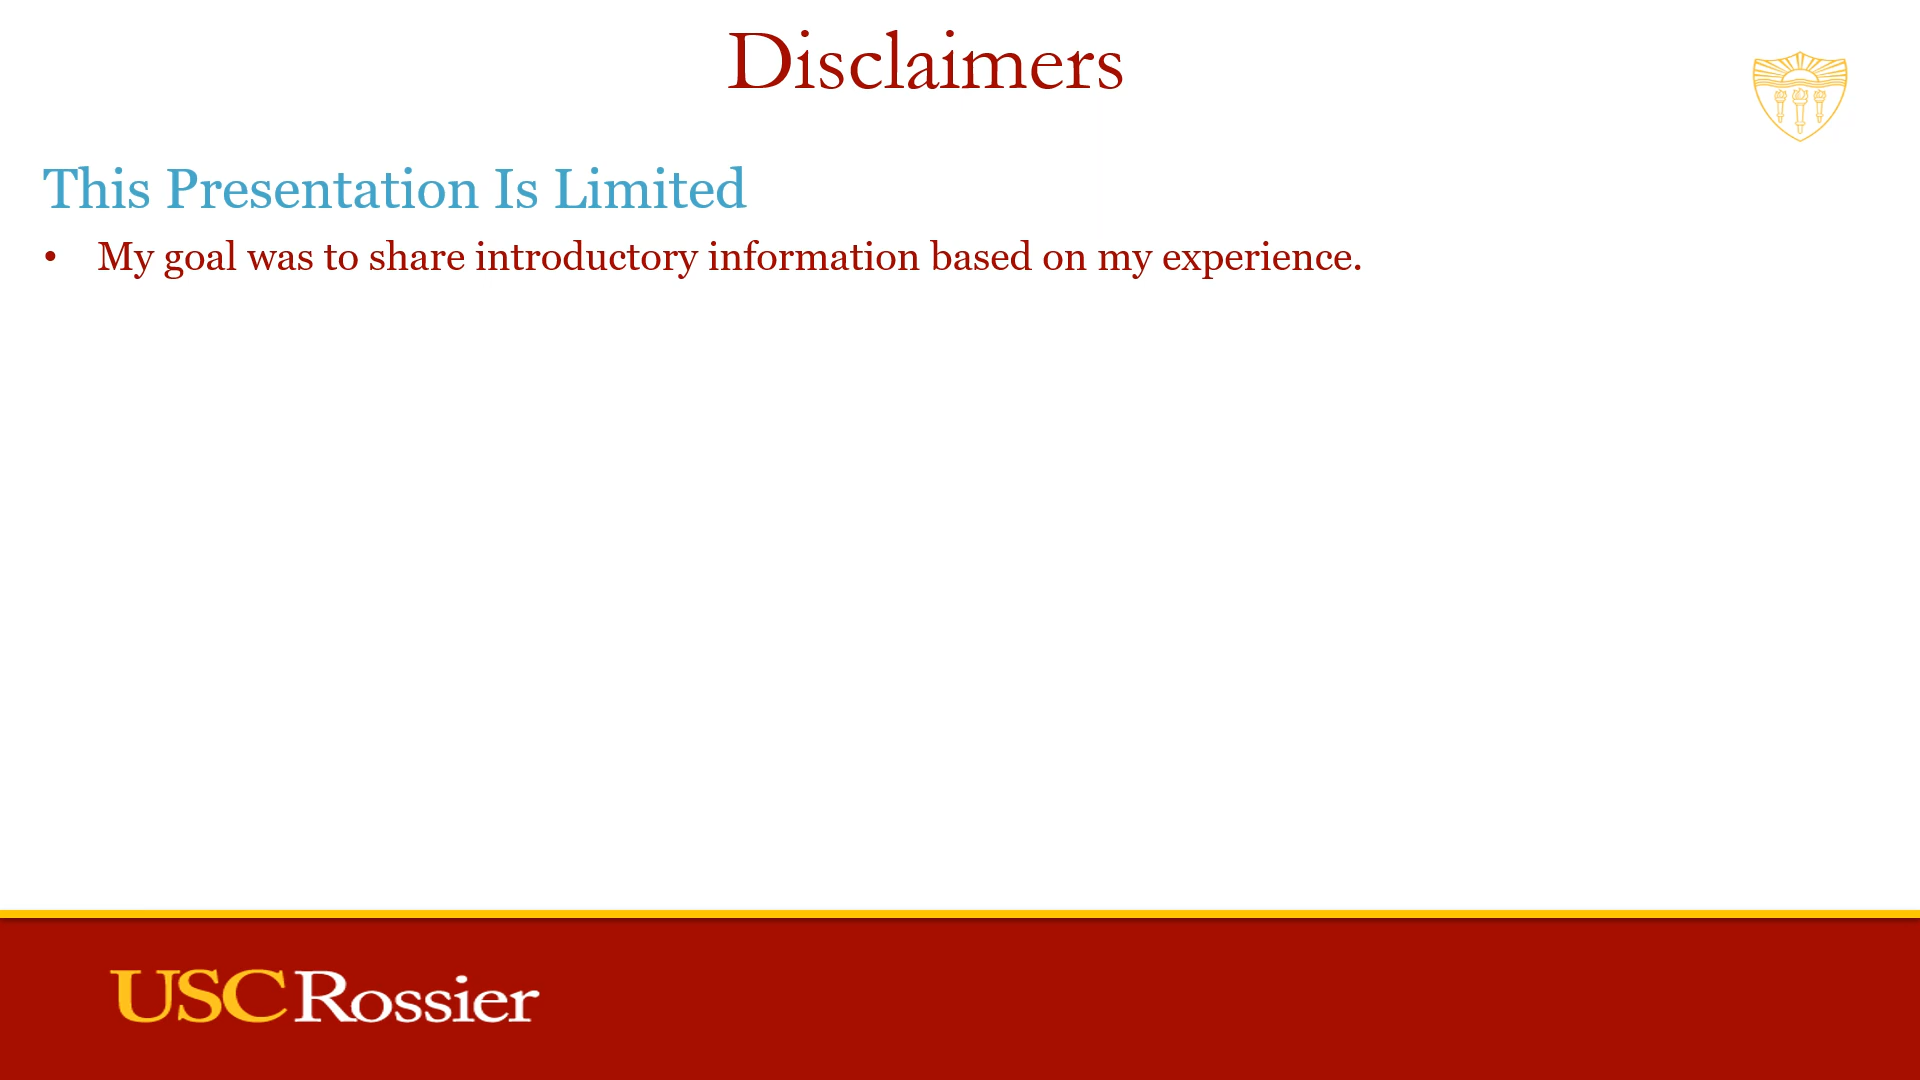 Disclaimers
This Presentation Is Limited
• My goal was to share introductory information based on my experience.
USC Rossier